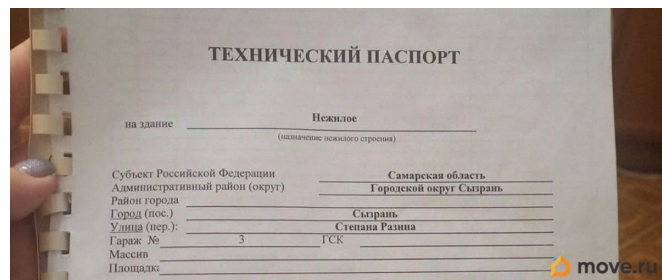 ТЕХНИЧЕСКИЙ ПАСПОРТ
на здание Нежилое
(назначение нежилого строения)
Субъект Российской Федерации Самарская область
Административный район (округ) Городской округ Сызрань
Район города
Город (пос.) Сызрань
Улица (пер.): Степана Разина
Гараж № 3 ГСК
Массив
Площадка
move.ru